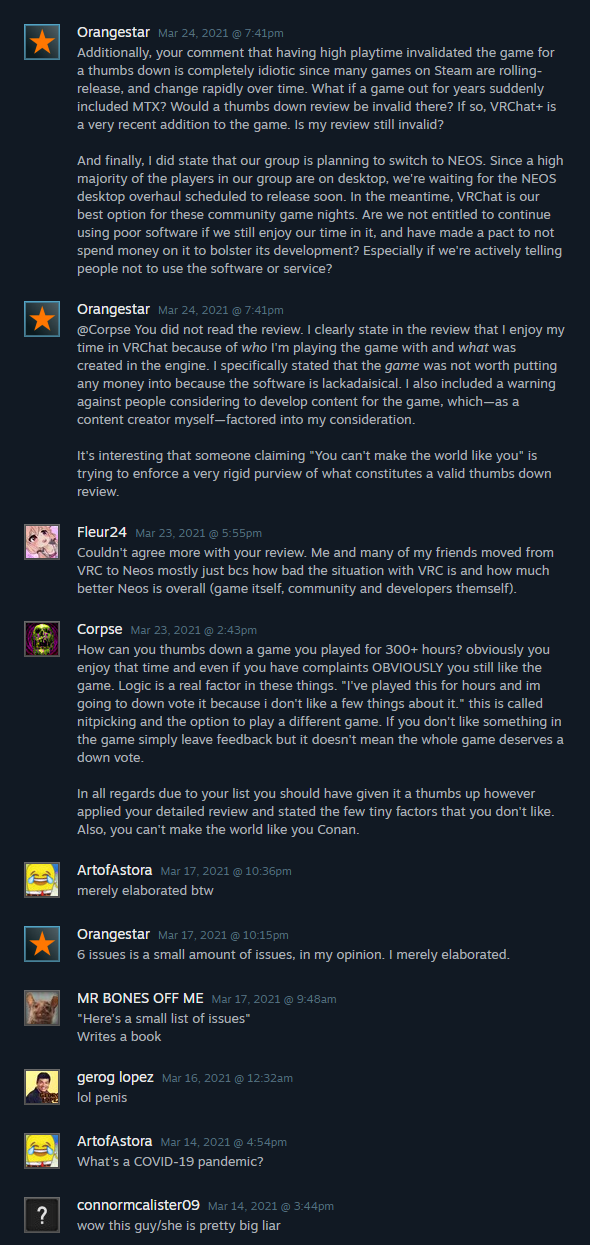 Orangestar Mar 24, 2021 @ 7:41pm
Additionally, your comment that having high playtime invalidated the game for
a thumbs down is completely idiotic since many games on Steam are rolling-
release, and change rapidly over time. What if a game out for years suddenly
included MTX? Would a thumbs down review be invalid there? If so, VRChat+ is
a very recent addition to the game. Is my review still invalid?
And finally, I did state that our group is planning to switch to NEOS. Since a high
majority of the players in our group are on desktop, we're waiting for the NEOS
desktop overhaul scheduled to release soon. In the meantime, VRChat is our
best option for these community game nights. Are we not entitled to continue
using poor software if we still enjoy our time in it, and have made a pact to not
spend money on it to bolster its development? Especially if we're actively telling
people not to use the software or service?
Orangestar Mar 24, 2021 @ 7:41pm
@Corpse You did not read the review. I clearly state in the review that I enjoy my
time in VRChat because of who I'm playing the game with and what was
created in the engine. I specifically stated that the game was not worth putting
any money into because the software is lackadaisical. I also included a warning
against people considering to develop content for the game, which—as a
content creator myself—factored into my consideration.
It's interesting that someone claiming "You can't make the world like you" is
trying to enforce a very rigid purview of what constitutes a valid thumbs down
review.
Fleur24 Mar 23, 2021 @ 5:55pm
Couldn't agree more with your review. Me and many of my friends moved from
VRC to Neos mostly just bcs how bad the situation with VRC is and how much
better Neos is overall (game itself, community and developers themself).
Corpse Mar 23, 2021 @ 2:43pm
How can you thumbs down a game you played for 300+ hours? obviously you
enjoy that time and even if you have complaints OBVIOUSLY you still like the
game. Logic is a real factor in these things. "I've played this for hours and im
going to down vote it because i don't like a few things about it." this is called
nitpicking and the option to play a different game. If you don't like something in
the game simply leave feedback but it doesn't mean the whole game deserves a
down vote.
In all regards due to your list you should have given it a thumbs up however
applied your detailed review and stated the few tiny factors that you don't like.
Also, you can't make the world like you Conan.
ArtofAstora Mar 17, 2021 @ 10:36pm
merely elaborated btw
Orangestar Mar 17, 2021 @ 10:15pm
6 issues is a small amount of issues, in my opinion. I merely elaborated.
MR BONES OFF ME Mar 17, 2021 @ 9:48am
"Here's a small list of issues"
Writes a book
gerog lopez Mar 16, 2021 @ 12:32am
lol penis
ArtofAstora Mar 14, 2021 @ 4:54pm
What's a COVID-19 pandemic?
?
connormcalister09 Mar 14, 2021 @ 3:44pm
wow this guy/she is pretty big liar